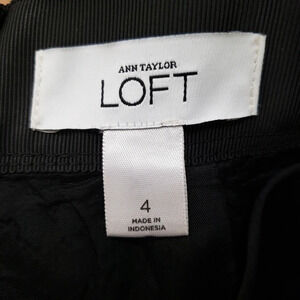 ANN TAYLOR
LOFT
4
MADE IN
INDONESIA